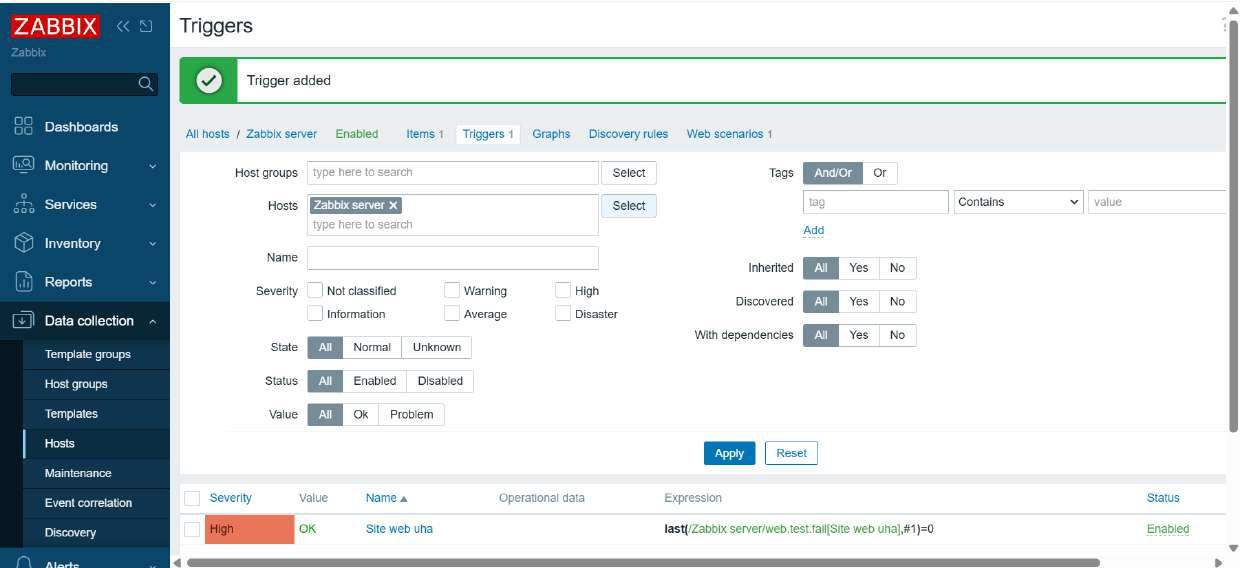 ZABBIX
Zabbix
Dashboards
Monitoring
Services
Inventory
Reports
Data collection
Template groups
Host groups
Templates
Hosts
Maintenance
Event correlation
Discovery
Alerts
Triggers
Trigger added
All hosts / Zabbix server Enabled Items 1 Triggers 1 Graphs Discovery rules Web scenarios 1
Host groups type here to search Select
Hosts Zabbix server Select
type here to search
Name
Severity Not classified Warning High
Information Average Disaster
State All Normal Unknown
Status All Enabled Disabled
Value All Ok Problem
Tags And/Or Or
tag Contains value
Add
Inherited All Yes No
Discovered All Yes No
With dependencies All Yes No
Apply Reset
Severity Value Name Operational data Expression Status
High OK Site web uha last(/Zabbix server/web.test.fail[Site web uha],#1)=0 Enabled